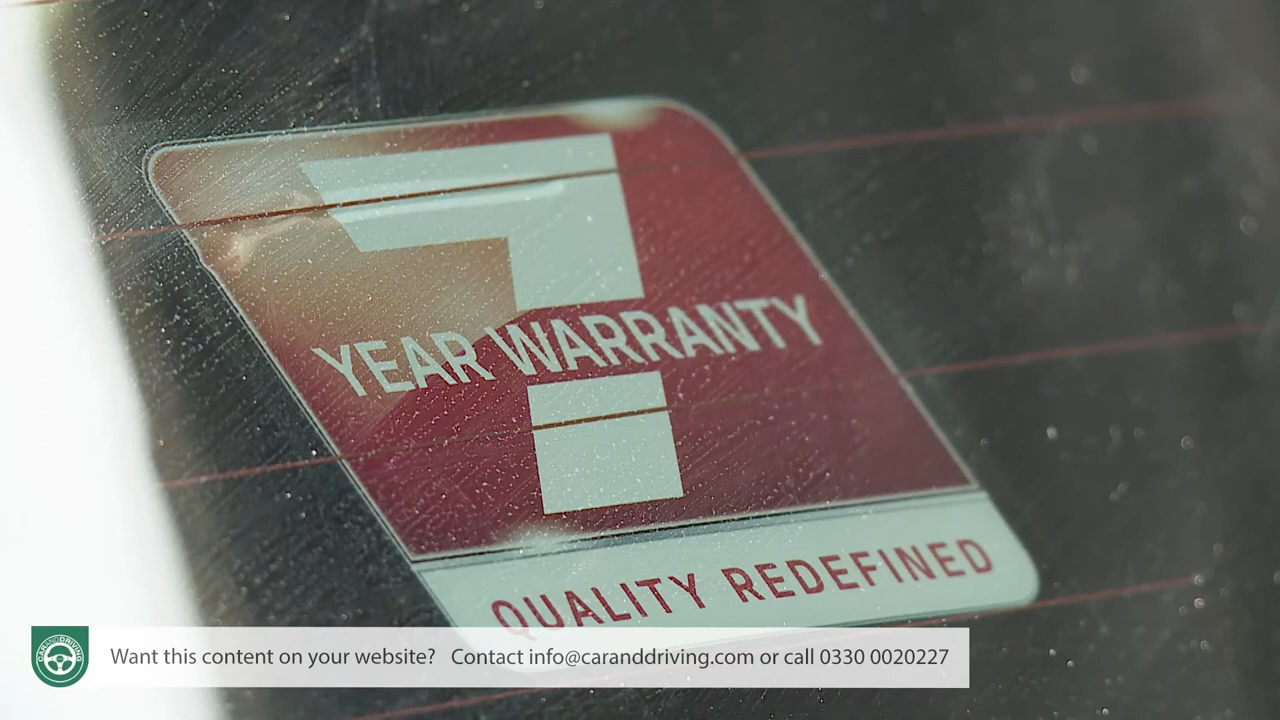 7
YEAR WARRANTY
QUALITY REDEFINED
CARANDDRIVING
Want this content on your website? Contact info@caranddriving.com or call 0330 0020227